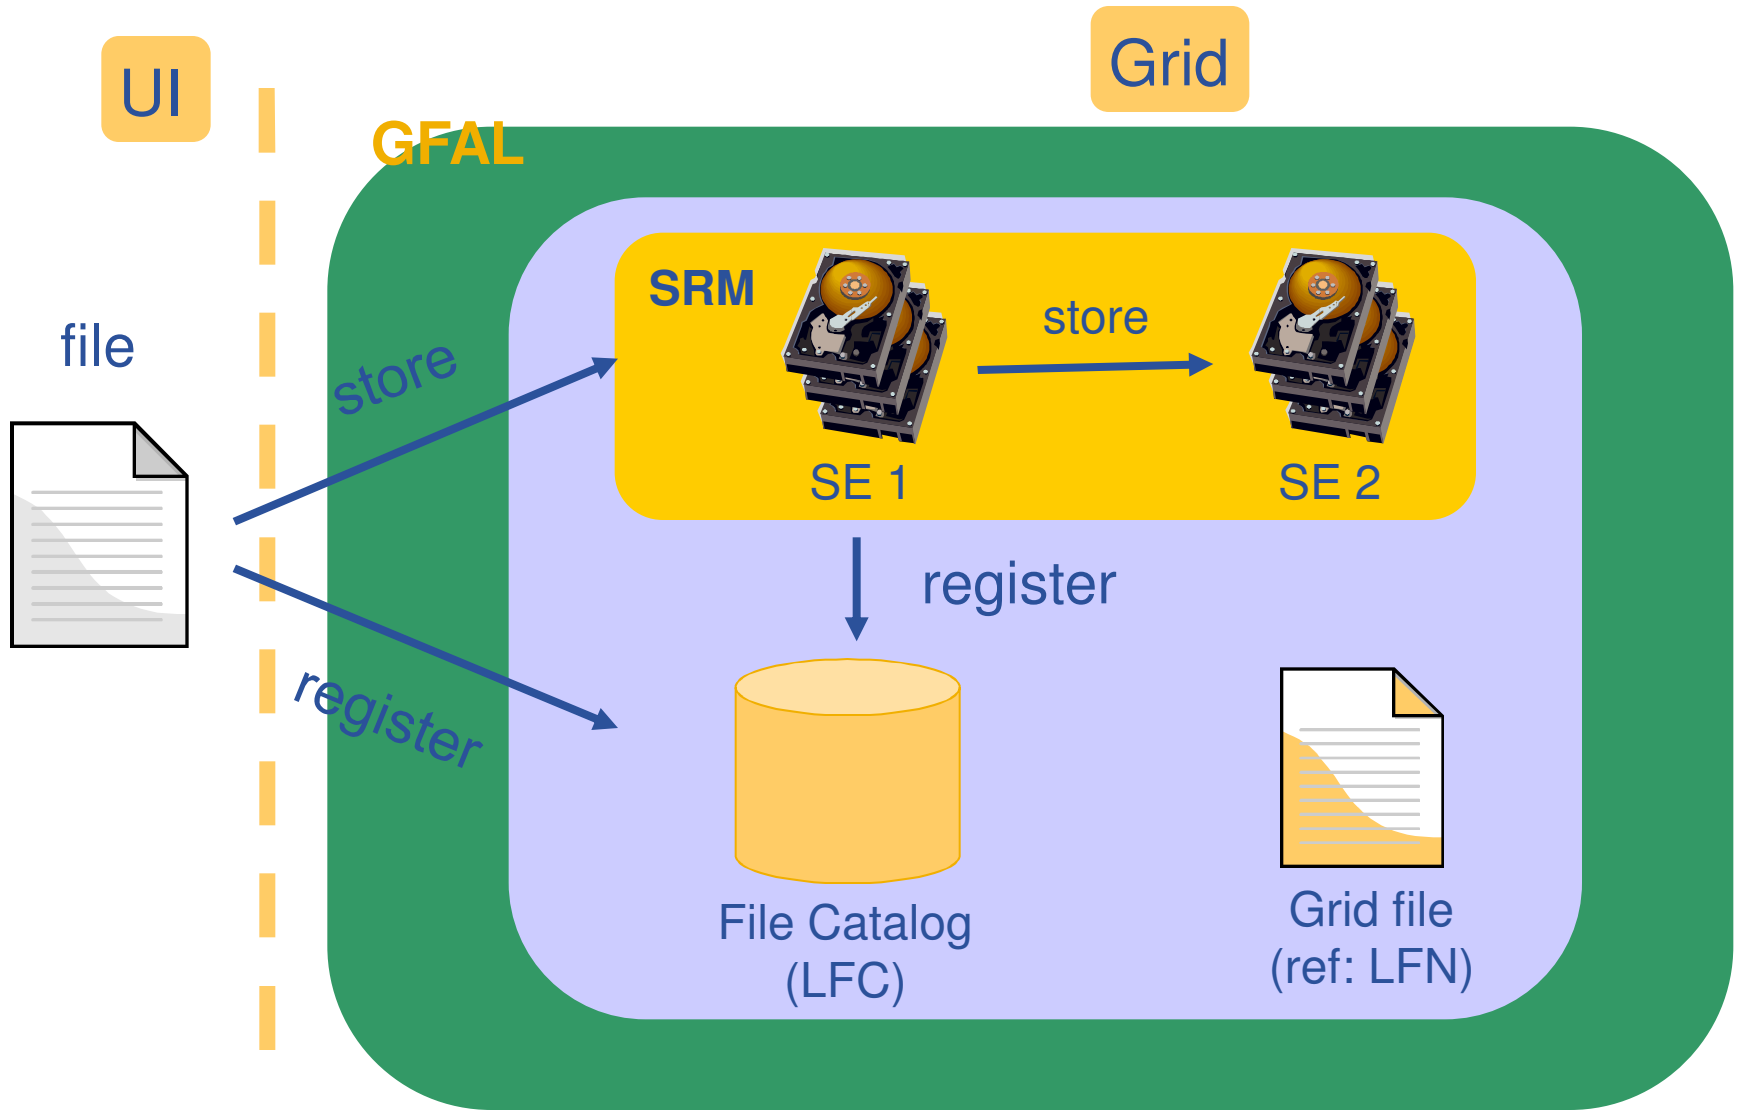 UI
Grid
GFAL
SRM
store
file
store
SE 1
SE 2
register
register
File Catalog
(LFC)
Grid file
(ref: LFN)